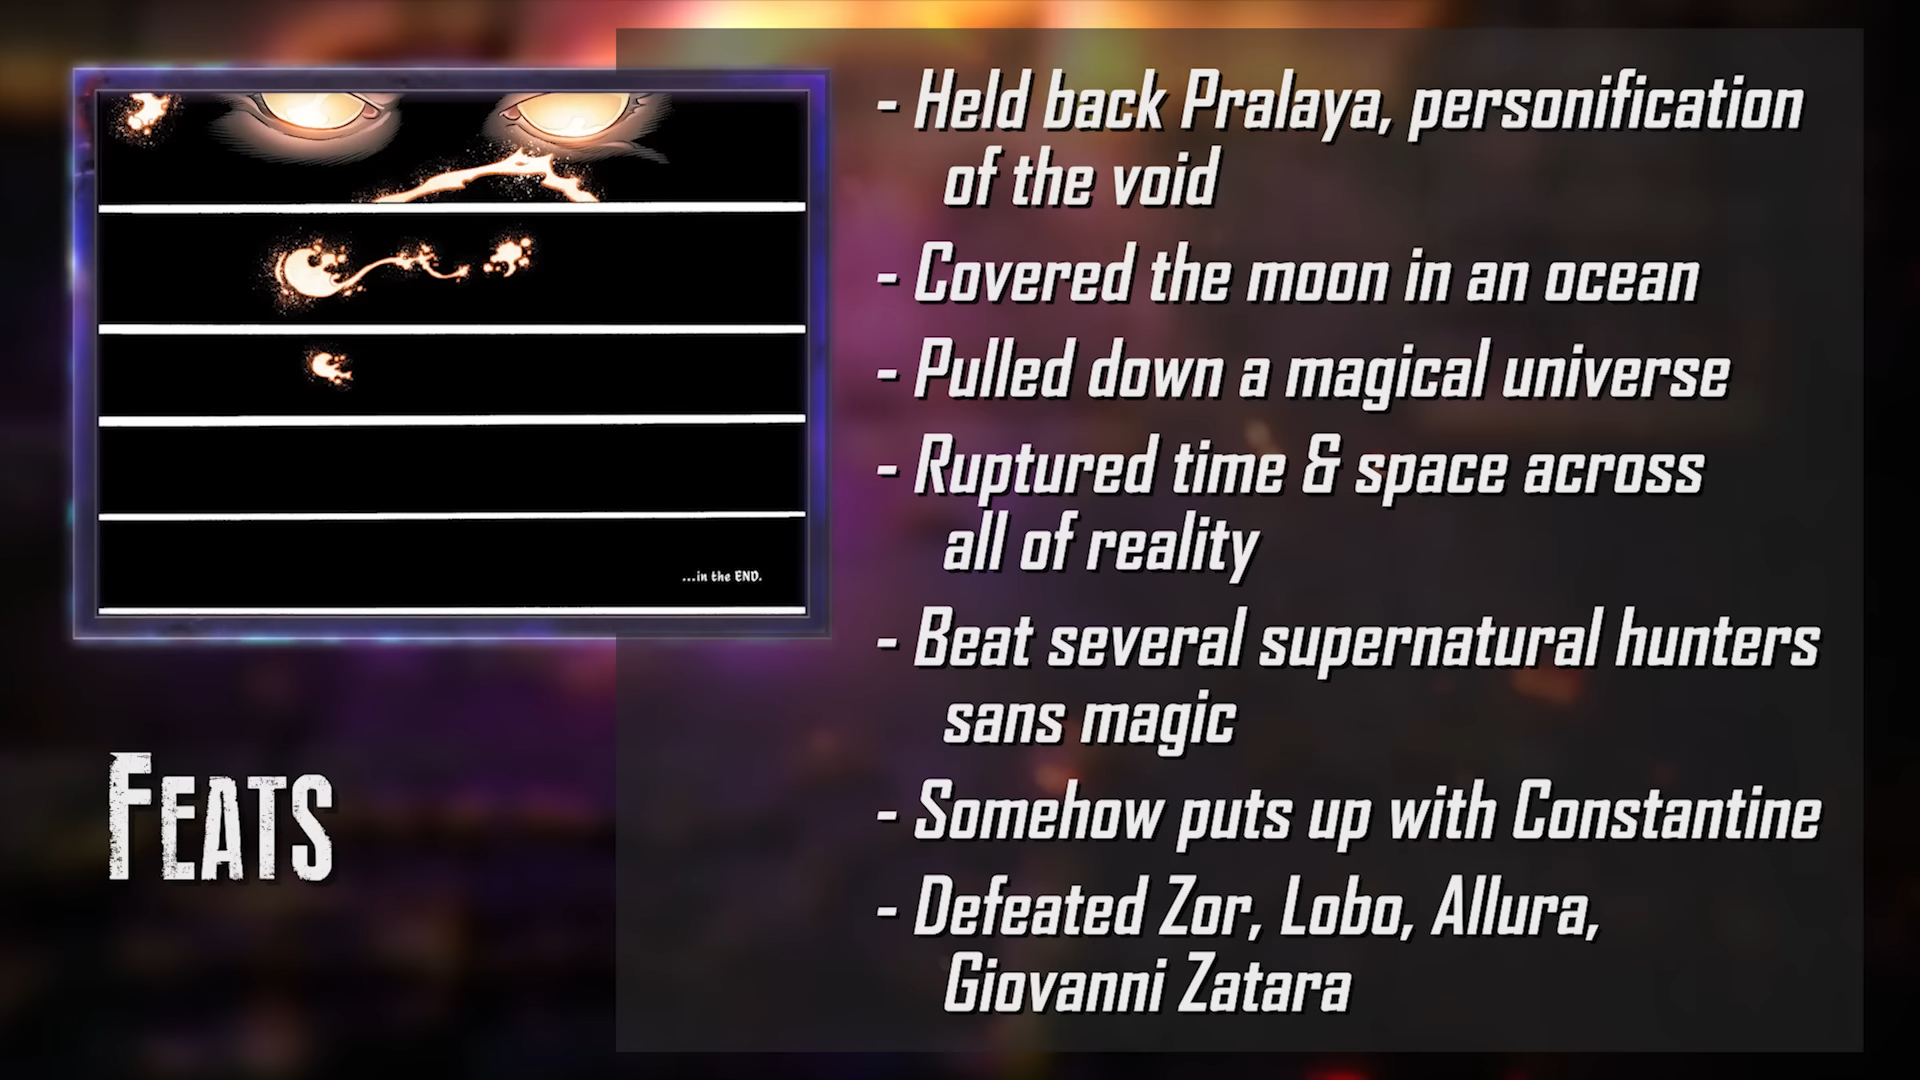 ...in the END.
Feats
- Held back Pralaya, personification
of the void
- Covered the moon in an ocean
- Pulled down a magical universe
- Ruptured time & space across
all of reality
- Beat several supernatural hunters
sans magic
- Somehow puts up with Constantine
- Defeated Zor, Lobo, Allura,
Giovanni Zatara